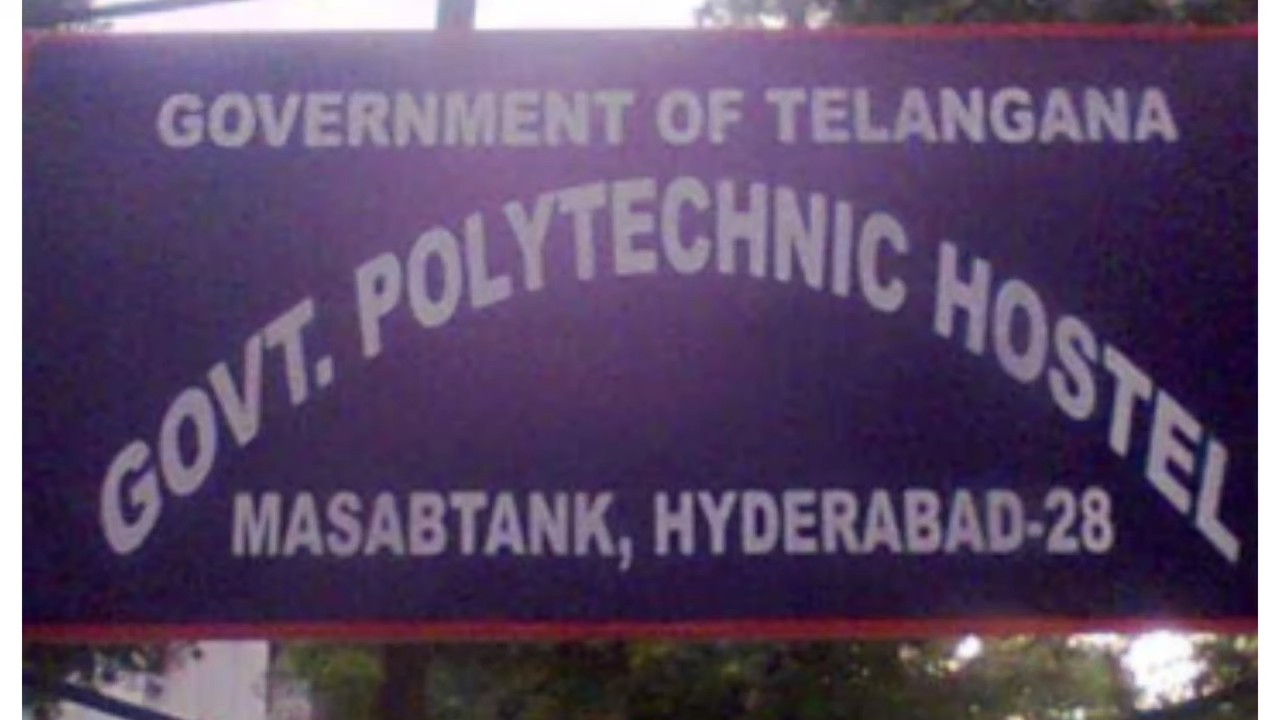 GOVERNMENT OF TELANGANA
GOVT. POLYTECHNIC HOSTEL
MASABTANK, HYDERABAD-28